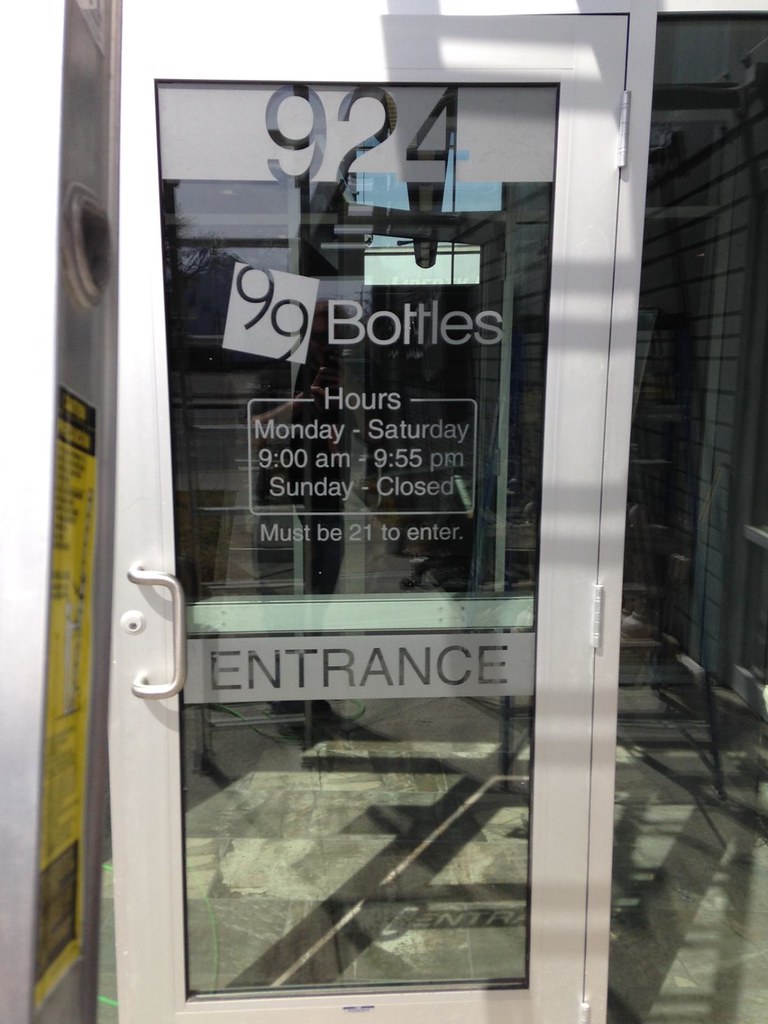 924
99 Bottles
Hours
Monday - Saturday
9:00 am - 9:55 pm
Sunday - Closed
Must be 21 to enter.
ENTRANCE